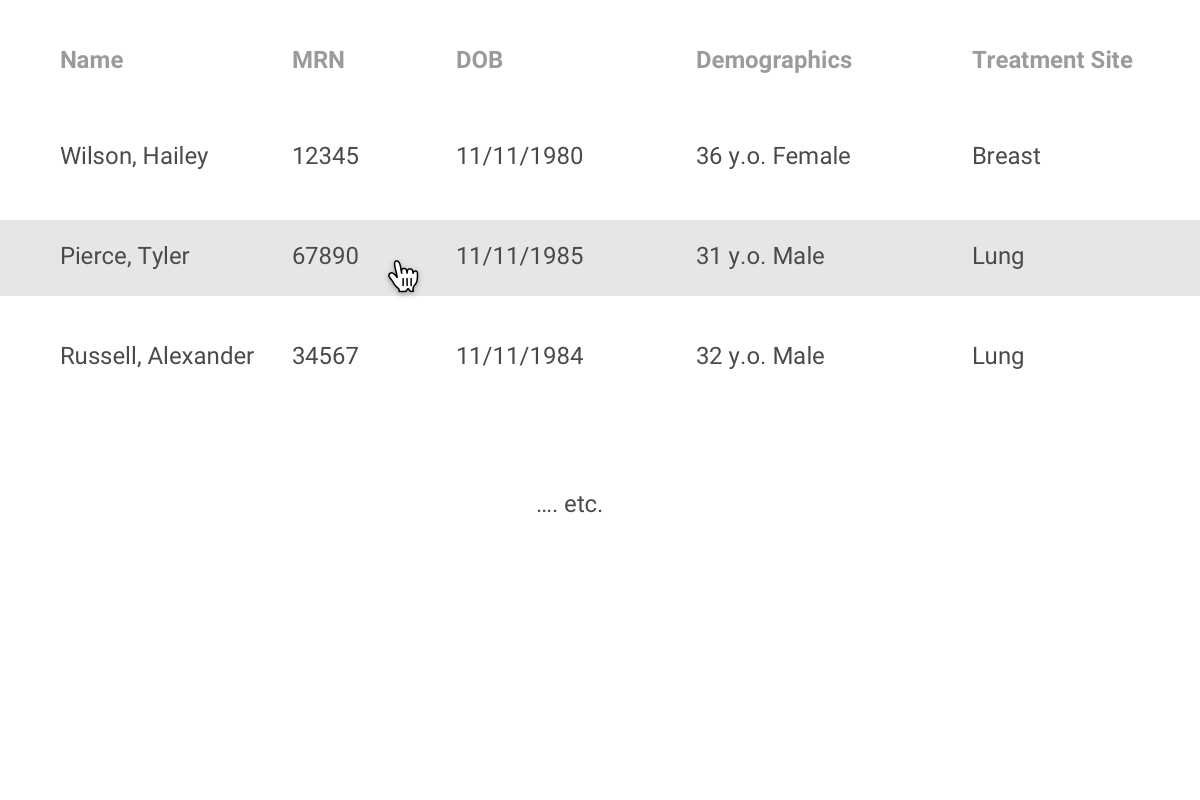 Name MRN DOB Demographics Treatment Site
Wilson, Hailey 12345 11/11/1980 36 y.o. Female Breast
Pierce, Tyler 67890 11/11/1985 31 y.o. Male Lung
Russell, Alexander 34567 11/11/1984 32 y.o. Male Lung
.... etc.